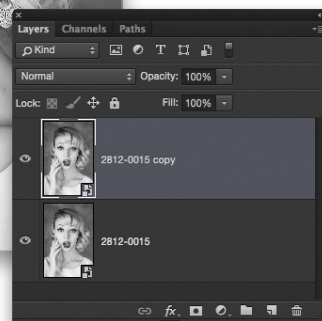 Layers Channels Paths
Kind T
Normal Opacity: 100%
Lock: Fill: 100%
2812-0015 copy
2812-0015
fx.